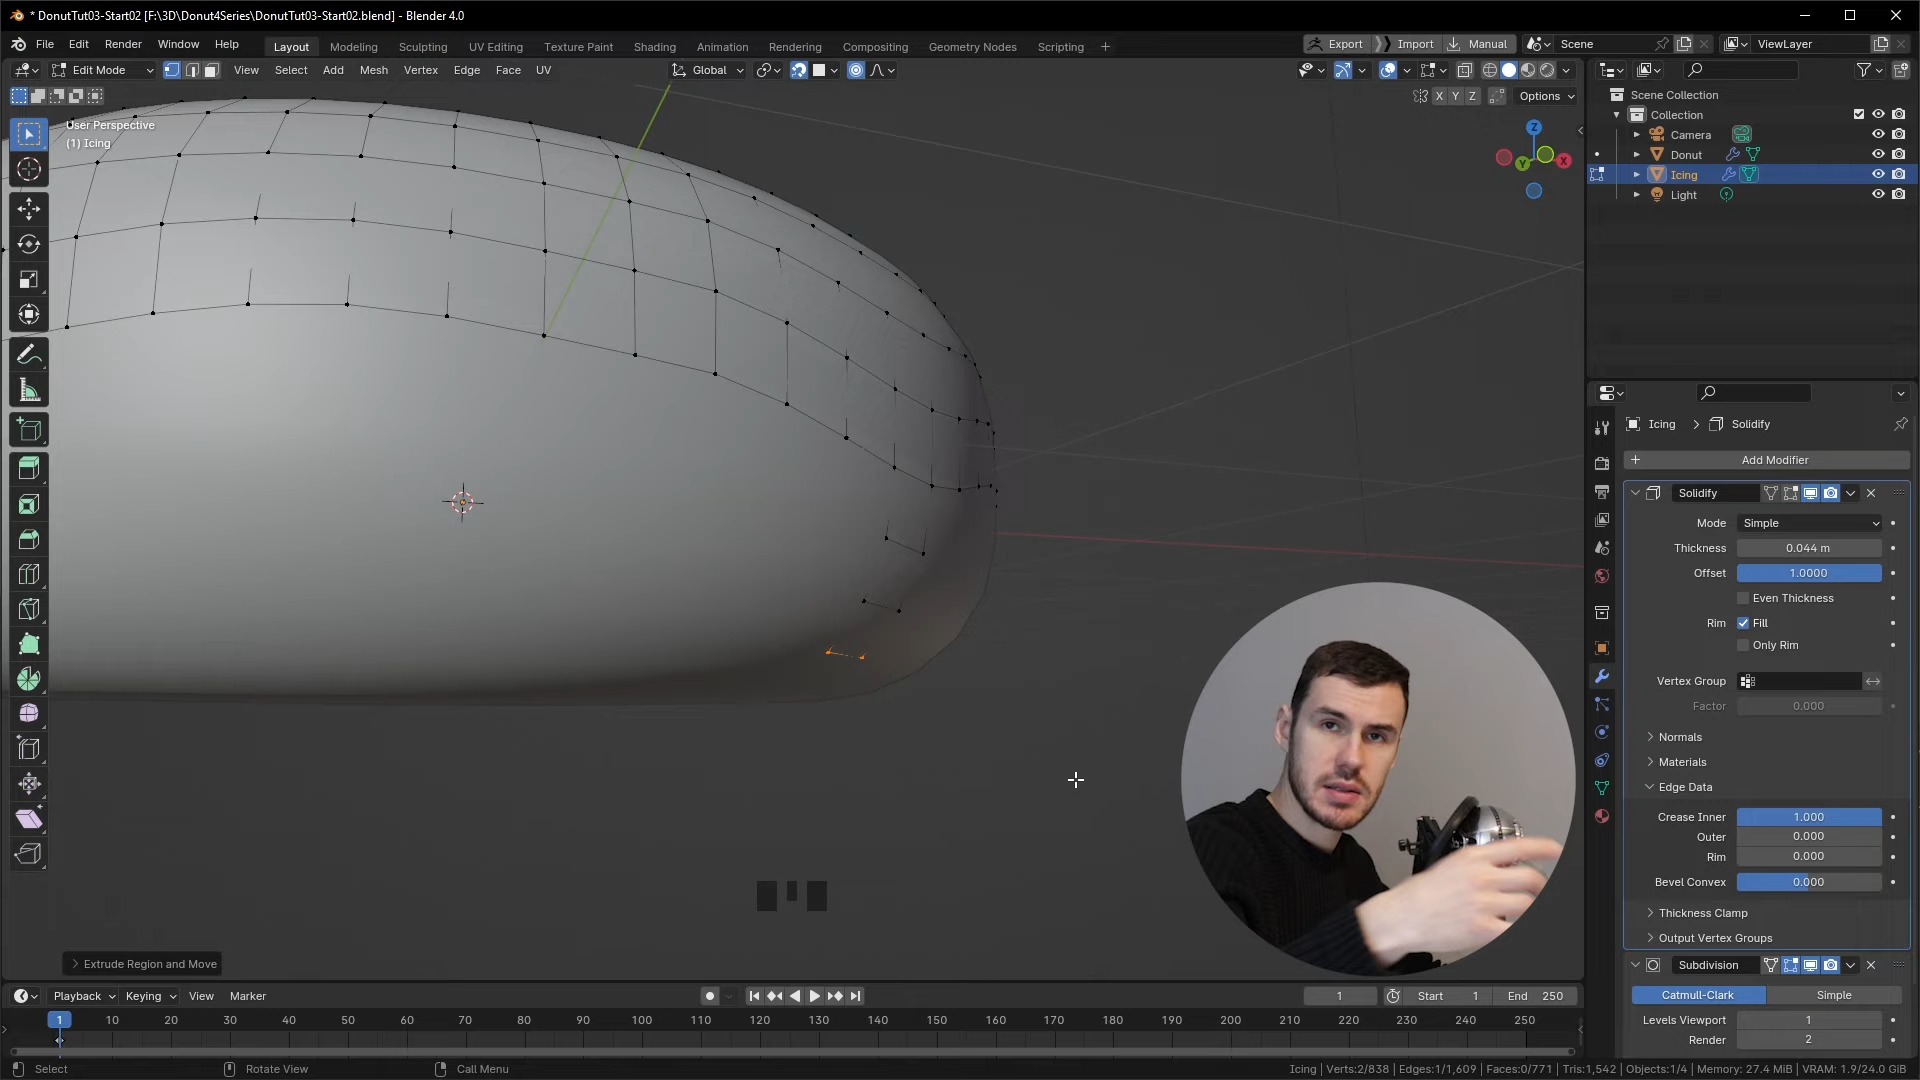 * DonutTut03-Start02 [F:\3D\Donut4Series\DonutTut03-Start02.blend] - Blender 4.0
File Edit Render Window Help
Layout Modeling Sculpting UV Editing Texture Paint Shading Animation Rendering Compositing Geometry Nodes Scripting +
Export Import Manual Scene ViewLayer
Edit Mode View Select Add Mesh Vertex Edge Face UV Global
X Y Z Options
User Perspective
(1) Icing
Z
Y
X
Scene Collection
Collection
Camera
Donut
Icing
Light
Icing > Solidify
+ Add Modifier
Solidify
Mode Simple
Thickness 0.044 m
Offset 1.0000
Even Thickness
Rim Fill
Only Rim
Vertex Group
Factor 0.000
Normals
Materials
Edge Data
Crease Inner 1.000
Outer 0.000
Rim 0.000
Bevel Convex 0.000
Thickness Clamp
Output Vertex Groups
Subdivision
Catmull-Clark Simple
Levels Viewport 1
Render 2
> Extrude Region and Move
Playback Keying View Marker 1 Start 1 End 250
1 10 20 30 40 50 60 70 80 90 100 110 120 130 140 150 160 170 180 190 200 210 220 230 240 250
Select Rotate View Call Menu Icing | Verts:2/838 | Edges:1/1,609 | Faces:0/771 | Tris:1,542 | Objects:1/4 | Memory: 27.4 MiB | VRAM: 1.9/24.0 GiB